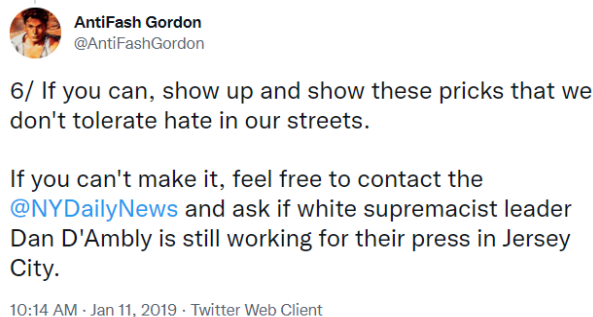 AntiFash Gordon
@AntiFashGordon
6/ If you can, show up and show these pricks that we
don't tolerate hate in our streets.
If you can't make it, feel free to contact the
@NYDailyNews and ask if white supremacist leader
Dan D'Ambly is still working for their press in Jersey
City.
10:14 AM · Jan 11, 2019 · Twitter Web Client